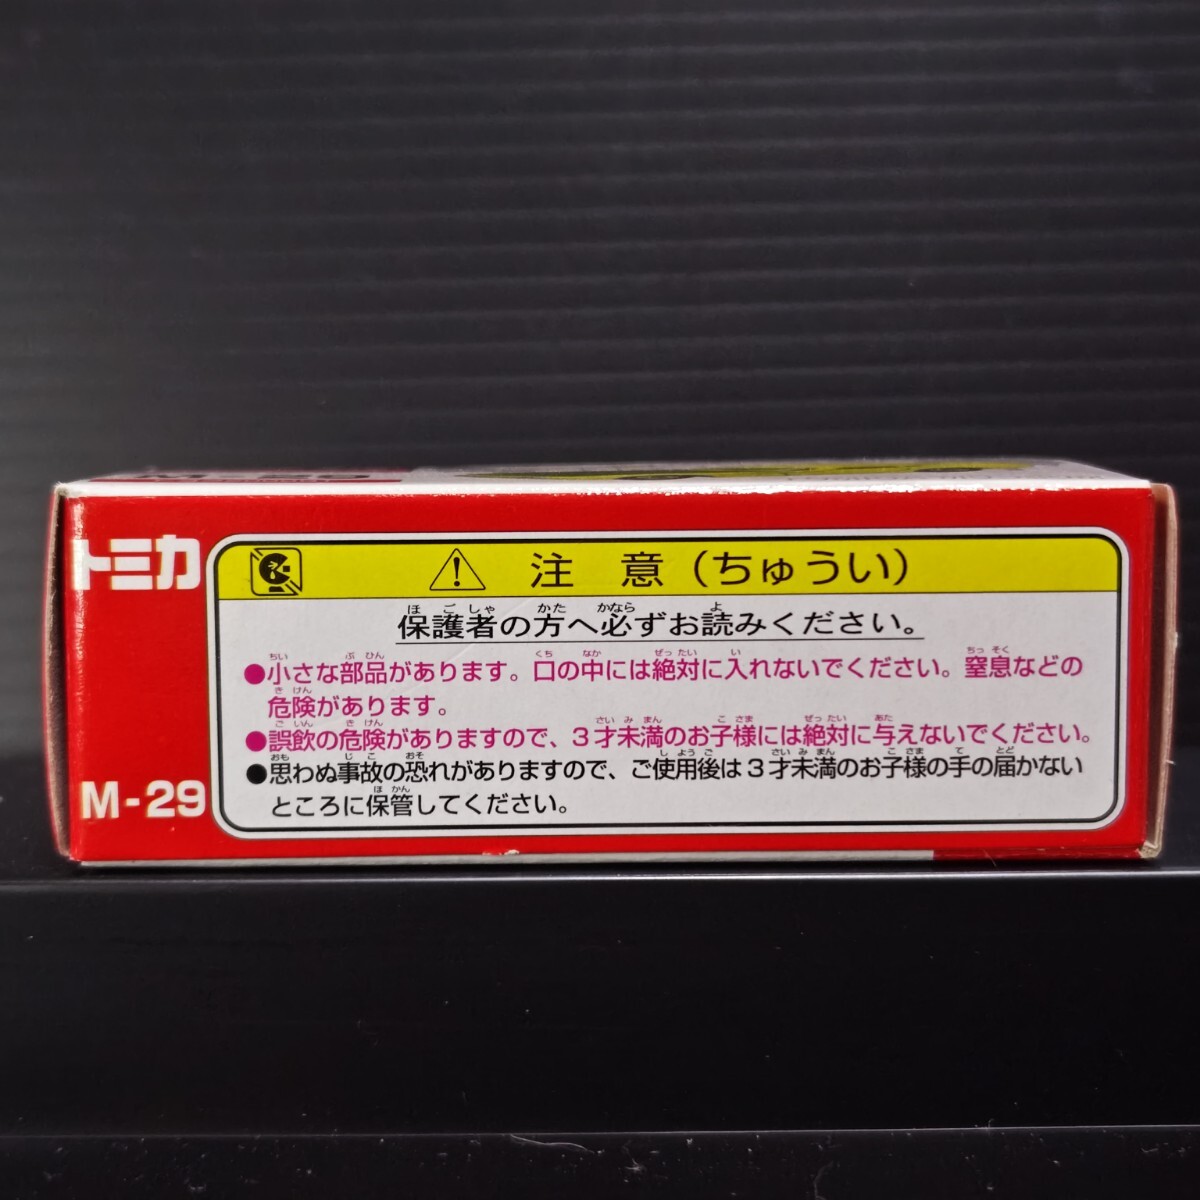 M-29
トミカ
注意(ちゅうい)
保護者の方へ必ずお読みください。
●小さな部品があります。口の中には絶対に入れないでください。窒息などの
危険があります。
●誤飲の危険がありますので、3才未満のお子様には絶対に与えないでください。
●思わぬ事故の恐れがありますので、ご使用後は3才未満のお子様の手の届かない
ところに保管してください。
M-29